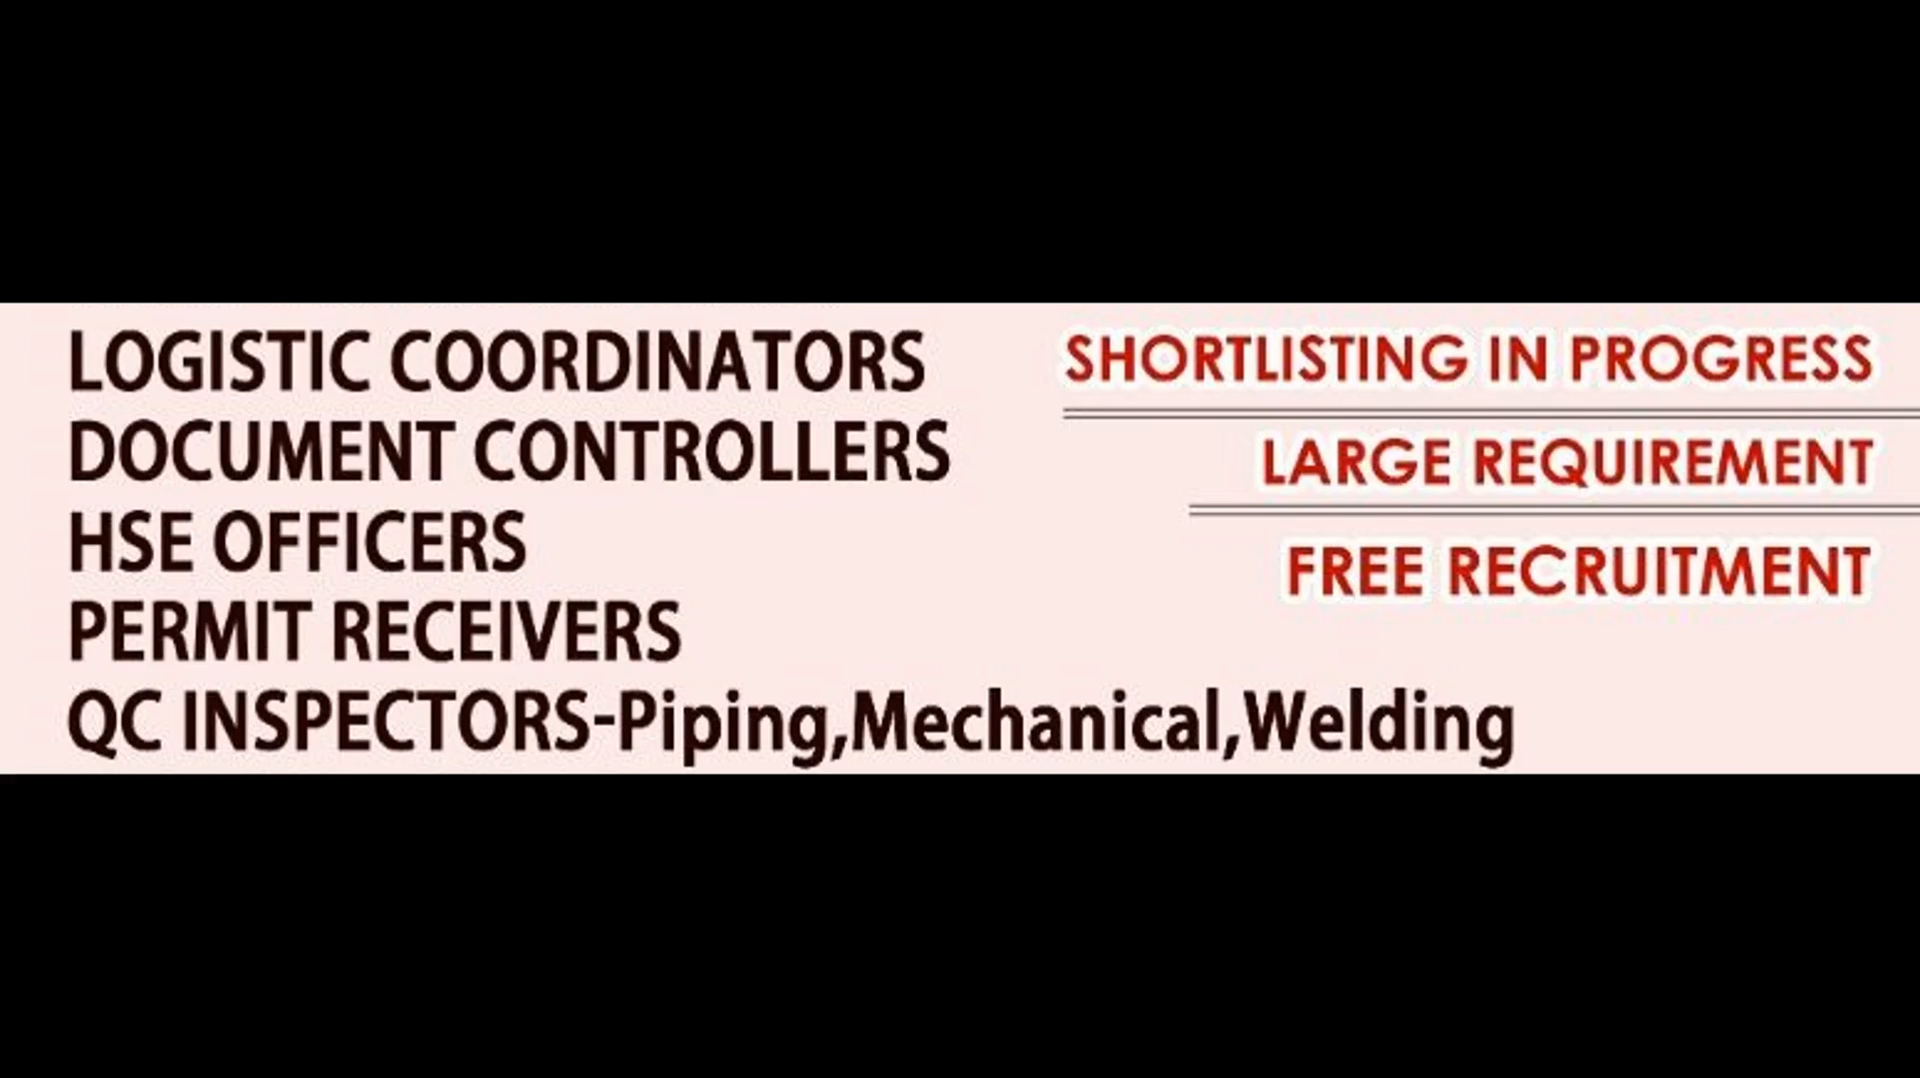 LOGISTIC COORDINATORS
DOCUMENT CONTROLLERS
HSE OFFICERS
PERMIT RECEIVERS
QC INSPECTORS-Piping,Mechanical,Welding
SHORTLISTING IN PROGRESS
LARGE REQUIREMENT
FREE RECRUITMENT